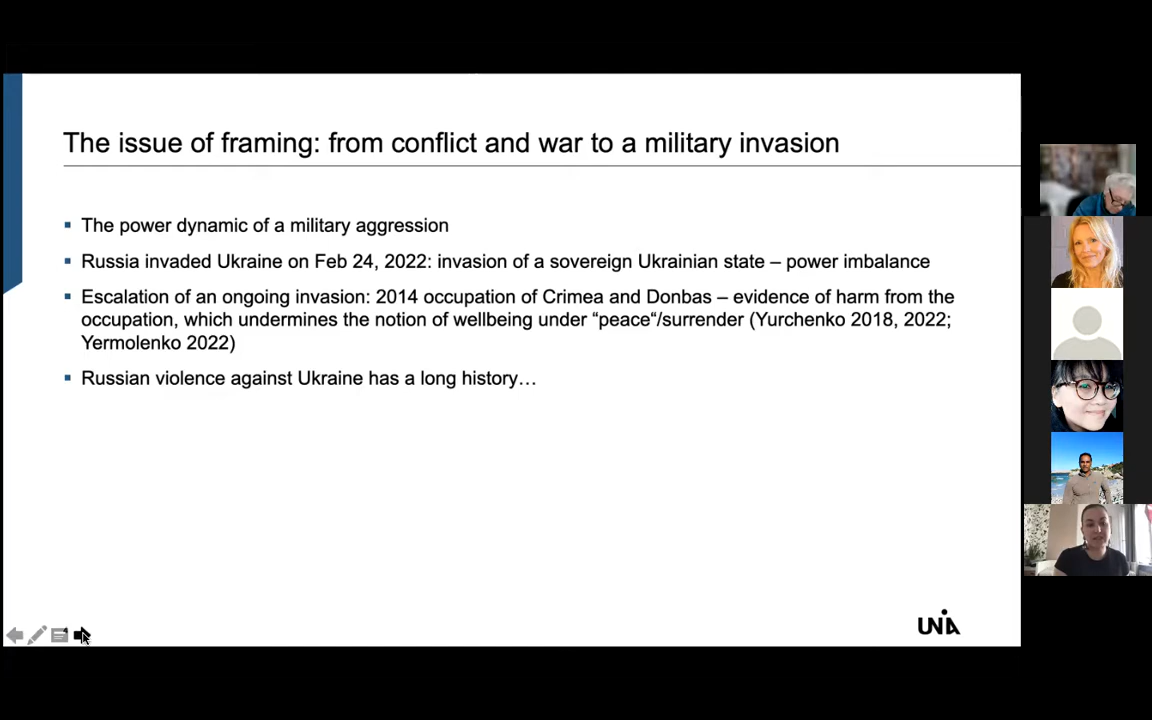 The issue of framing: from conflict and war to a military invasion
The power dynamic of a military aggression
Russia invaded Ukraine on Feb 24, 2022: invasion of a sovereign Ukrainian state – power imbalance
Escalation of an ongoing invasion: 2014 occupation of Crimea and Donbas – evidence of harm from the
occupation, which undermines the notion of wellbeing under “peace“/surrender (Yurchenko 2018, 2022;
Yermolenko 2022)
Russian violence against Ukraine has a long history…
UNIA